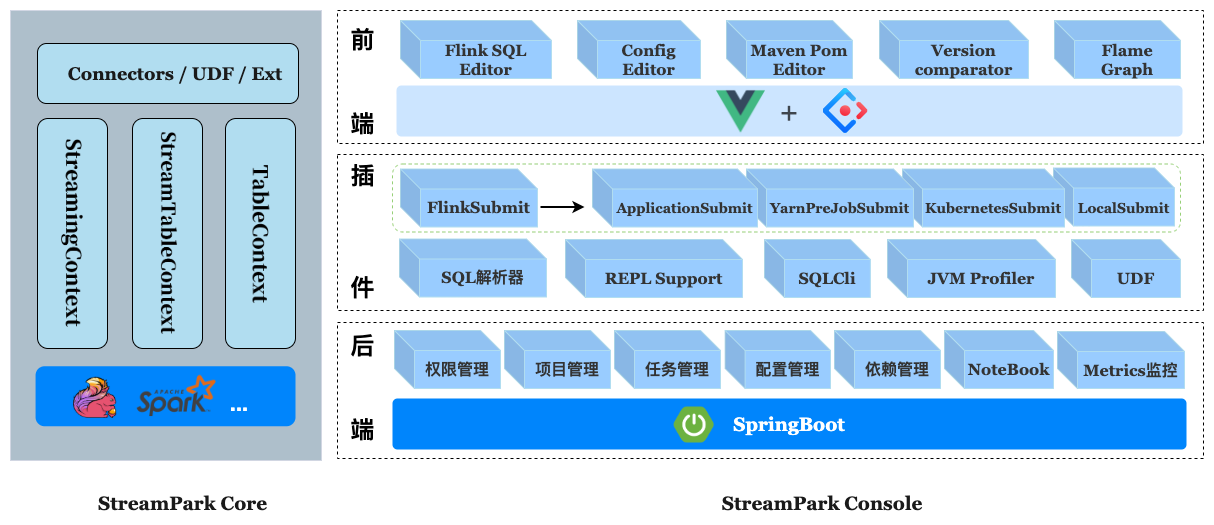 Connectors / UDF / Ext
StreamingContext
StreamTableContext
TableContext
APACHE
Spark
...
StreamPark Core
前
端
Flink SQL
Editor
Config
Editor
Maven Pom
Editor
Version
comparator
Flame
Graph
+
插
件
FlinkSubmit
ApplicationSubmit
YarnPreJobSubmit
KubernetesSubmit
LocalSubmit
SQL解析器
REPL Support
SQLCli
JVM Profiler
UDF
后
端
权限管理
项目管理
任务管理
配置管理
依赖管理
NoteBook
Metrics监控
SpringBoot
StreamPark Console